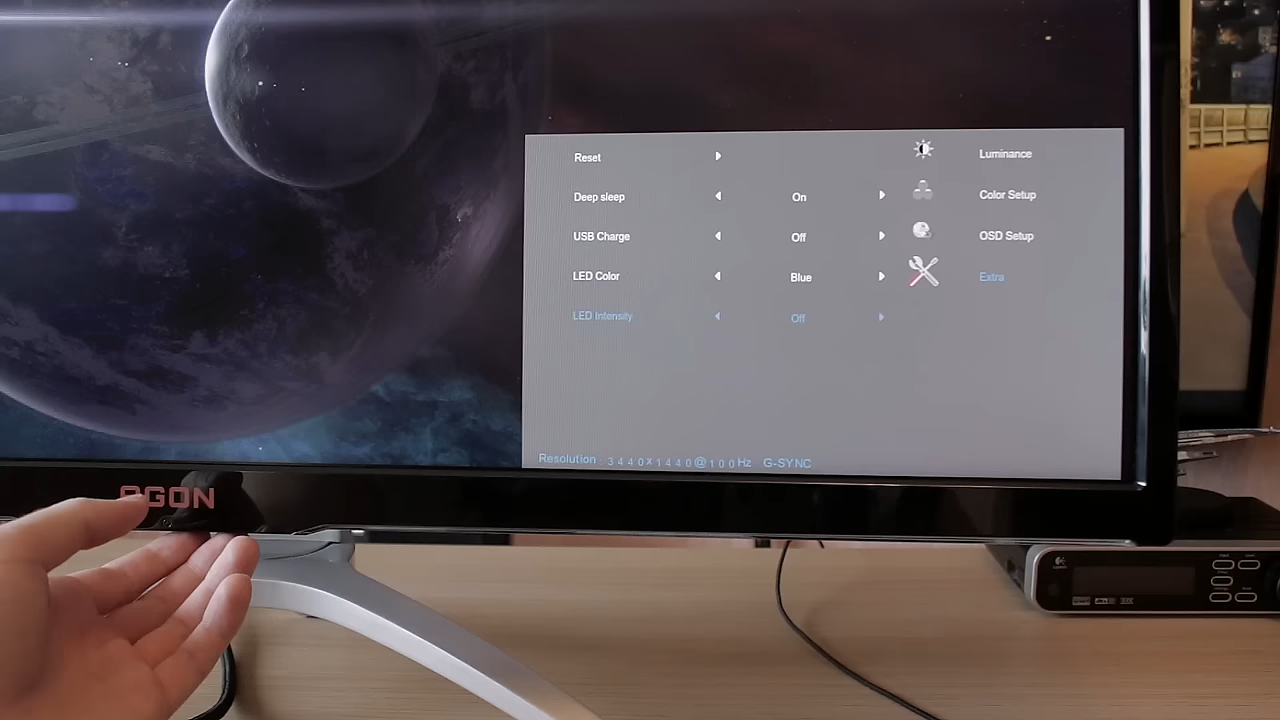 Reset
Luminance
Deep sleep On
Color Setup
USB Charge Off
OSD Setup
LED Color Blue
Extra
LED Intensity Off
Resolution : 3440X1440@100Hz G-SYNC
AGON